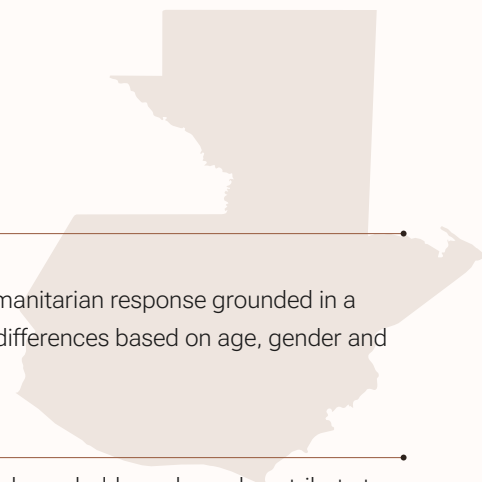 manitarian response grounded in a
differences based on age, gender and